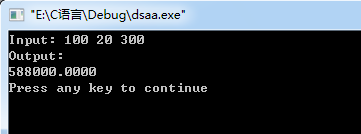 "E:\C语言\Debug\dsaa.exe"
Input: 100 20 300
Output:
588000.0000
Press any key to continue